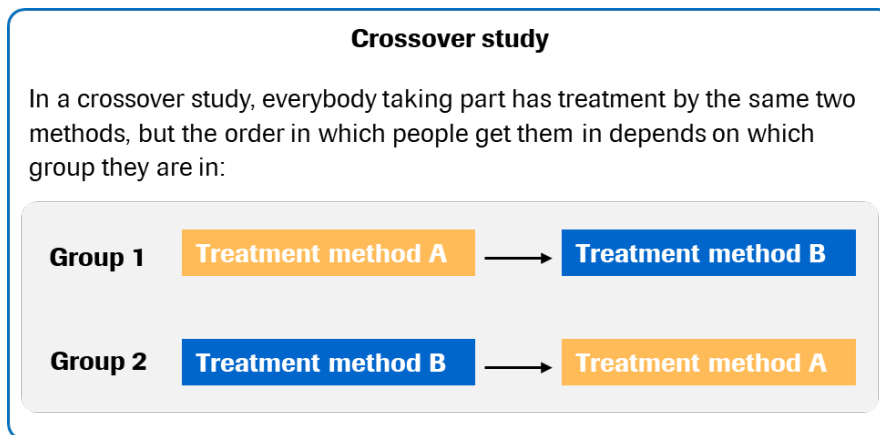 Crossover study
In a crossover study, everybody taking part has treatment by the same two
methods, but the order in which people get them in depends on which
group they are in:
Group 1 Treatment method A Treatment method B
Group 2 Treatment method B Treatment method A